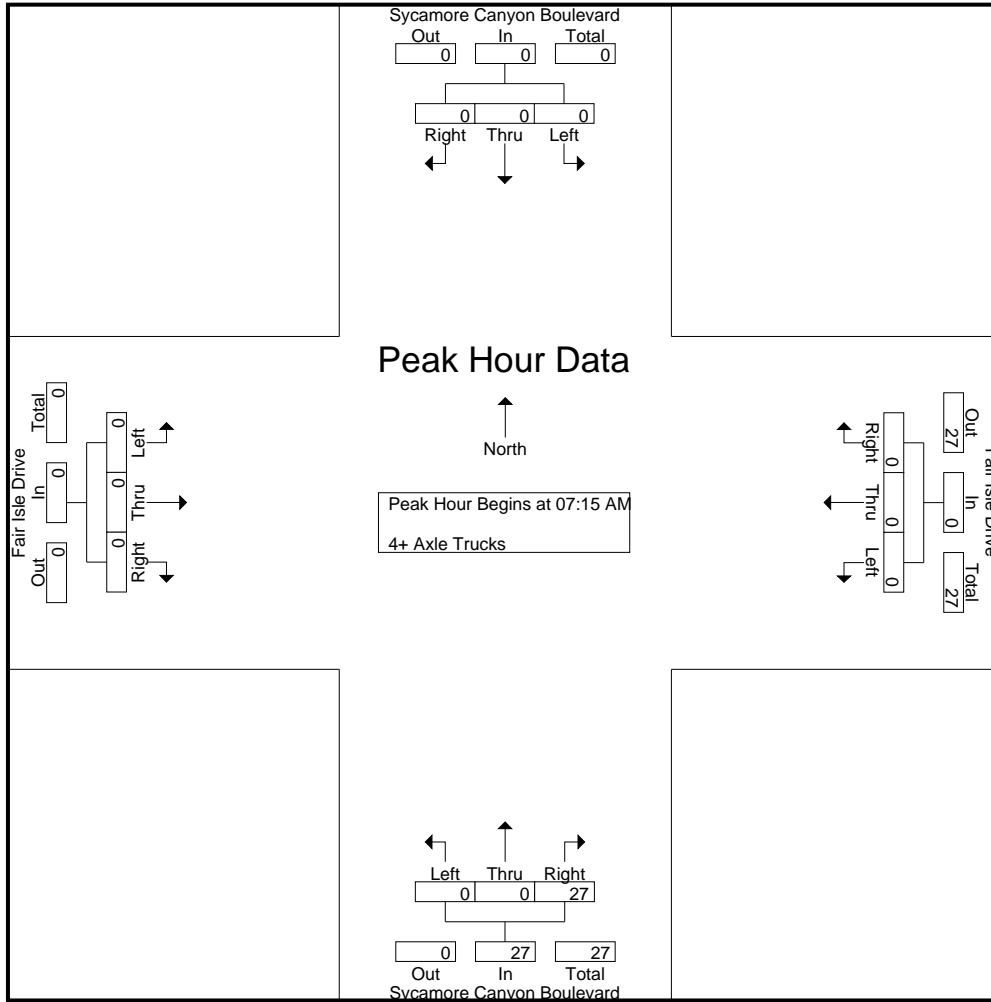 Sycamore Canyon Boulevard
Out In Total
0 0 0
0 0 0
Right Thru Left
Peak Hour Data
North
Peak Hour Begins at 07:15 AM
4+ Axle Trucks
Fair Isle Drive
Total In Out
0 0 0
0 0 0
Left Thru Right
Right Thru Left
0 0 0
27 0 27
Out In Total
Fair Isle Drive
Left Thru Right
0 0 27
0 27 27
Out In Total
Sycamore Canyon Boulevard